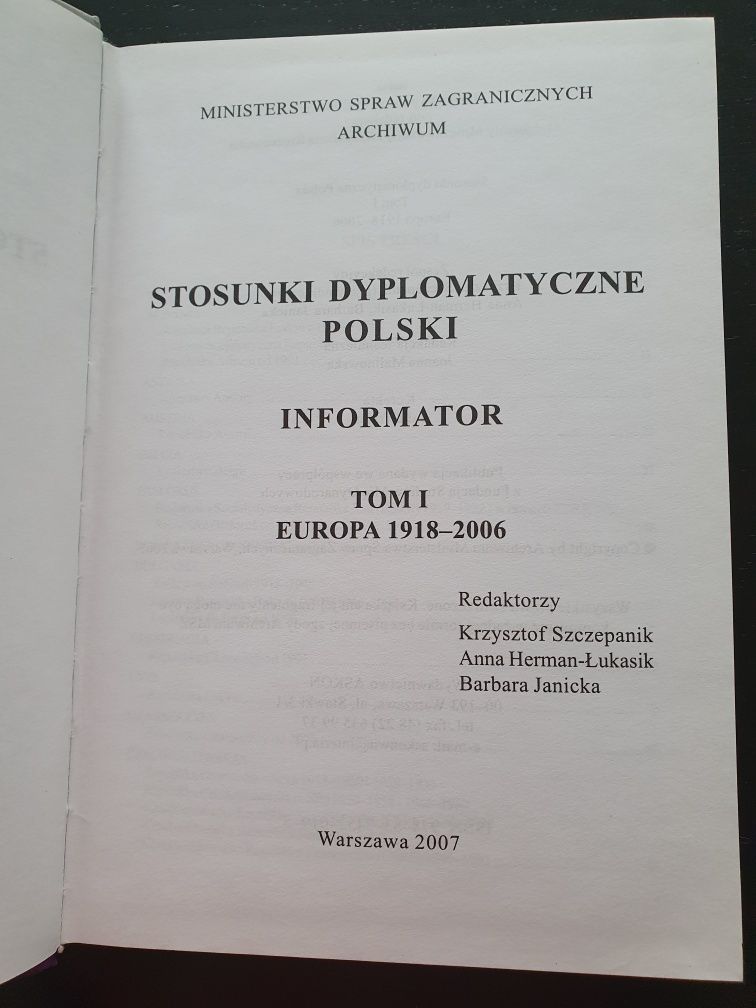 MINISTERSTWO SPRAW ZAGRANICZNYCH
ARCHIWUM
STOSUNKI DYPLOMATYCZNE
POLSKI
INFORMATOR
TOM I
EUROPA 1918–2006
Redaktorzy
Krzysztof Szczepanik
Anna Herman-Łukasik
Barbara Janicka
Warszawa 2007